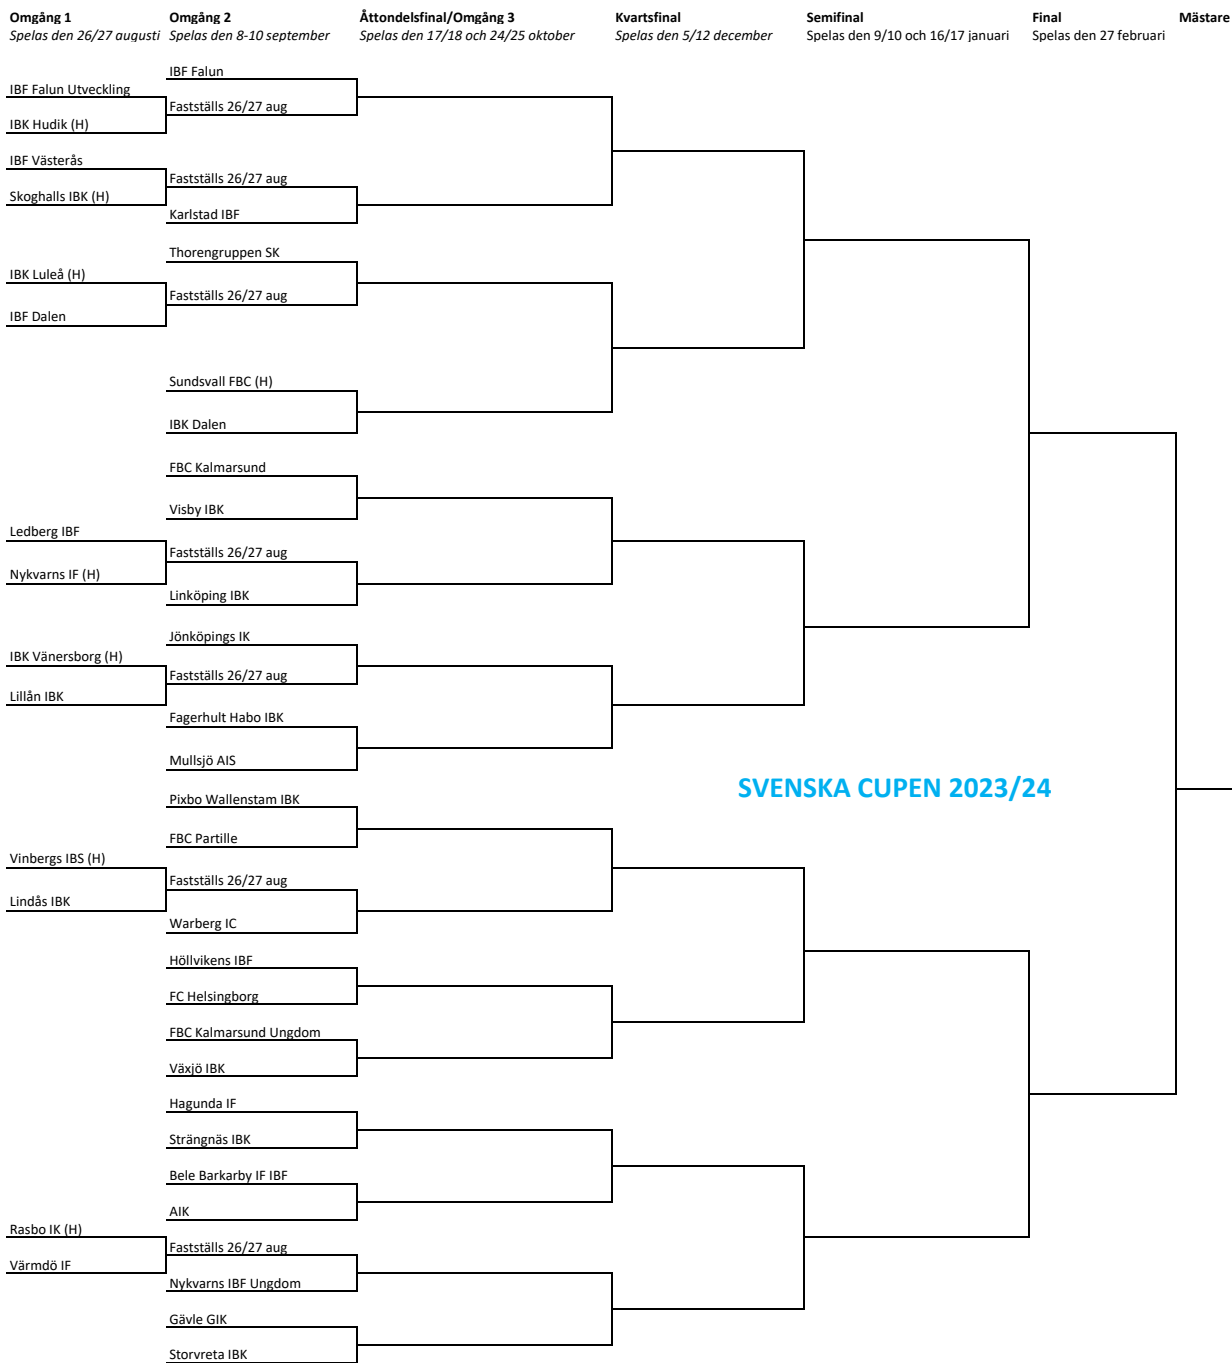 Omgång 1
Spelas den 26/27 augusti
Omgång 2
Spelas den 8-10 september
Åttondelsfinal/Omgång 3
Spelas den 17/18 och 24/25 oktober
Kvartsfinal
Spelas den 5/12 december
Semifinal
Spelas den 9/10 och 16/17 januari
Final
Spelas den 27 februari
Mästare
IBF Falun
IBF Falun Utveckling
Fastställs 26/27 aug
IBK Hudik (H)
IBF Västerås
Fastställs 26/27 aug
Skoghalls IBK (H)
Karlstad IBF
Thorengruppen SK
IBK Luleå (H)
Fastställs 26/27 aug
IBF Dalen
Sundsvall FBC (H)
IBK Dalen
FBC Kalmarsund
Visby IBK
Ledberg IBF
Fastställs 26/27 aug
Nykvarns IF (H)
Linköping IBK
Jönköpings IK
IBK Vänersborg (H)
Fastställs 26/27 aug
Lillån IBK
Fagerhult Habo IBK
Mullsjö AIS
SVENSKA CUPEN 2023/24
Pixbo Wallenstam IBK
FBC Partille
Vinbergs IBS (H)
Fastställs 26/27 aug
Lindås IBK
Warberg IC
Höllvikens IBF
FC Helsingborg
FBC Kalmarsund Ungdom
Växjö IBK
Hagunda IF
Strängnäs IBK
Bele Barkarby IF IBF
AIK
Rasbo IK (H)
Fastställs 26/27 aug
Värmdö IF
Nykvarns IBF Ungdom
Gävle GIK
Storvreta IBK